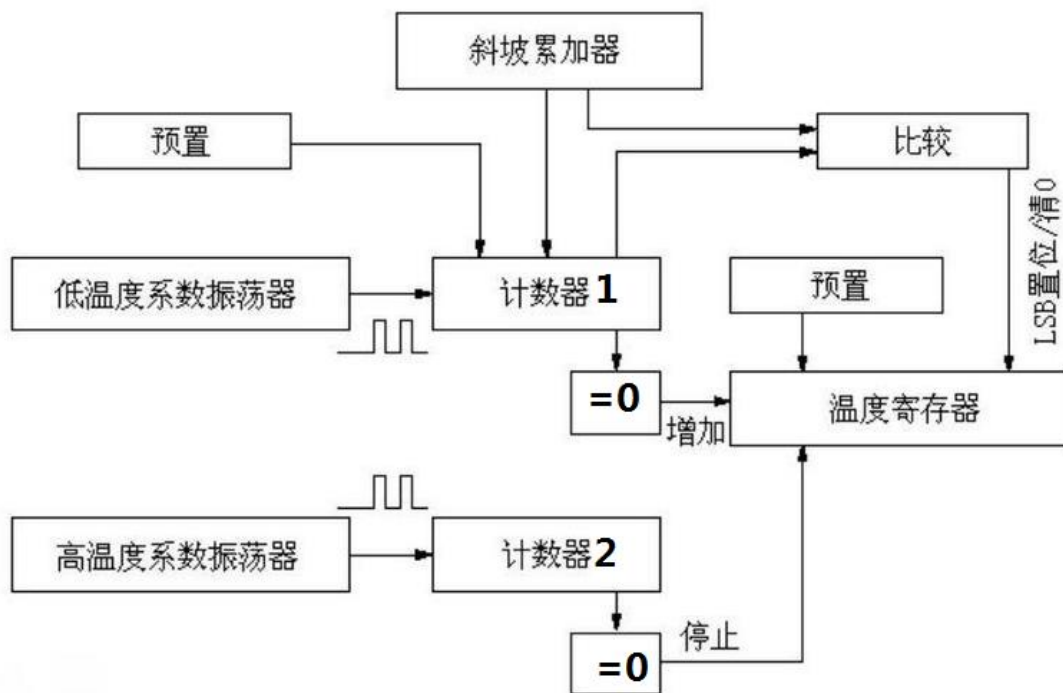 斜坡累加器
预置
比较
LSB置位/清0
低温度系数振荡器
计数器1
预置
=0
增加
温度寄存器
高温度系数振荡器
计数器2
=0
停止